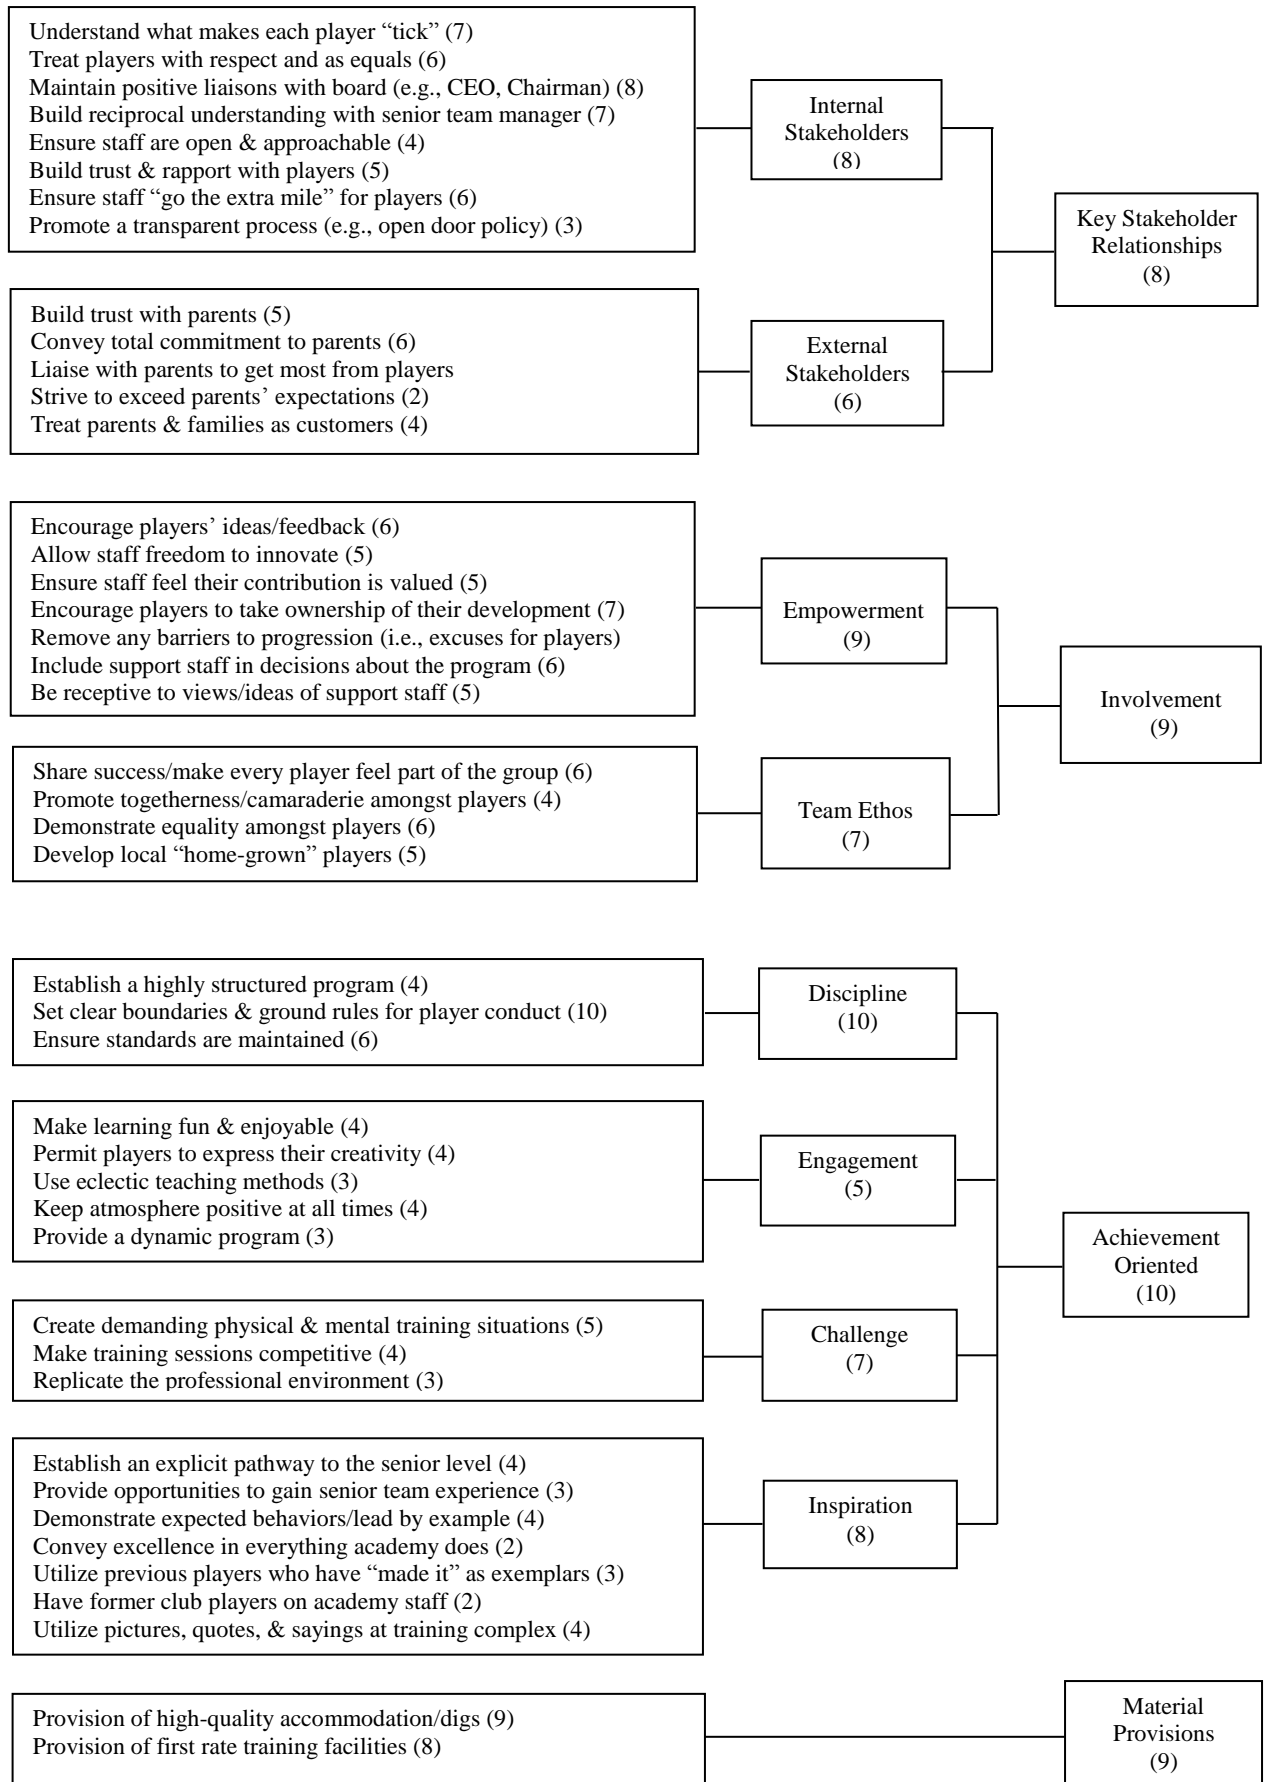 Understand what makes each player “tick” (7)
Treat players with respect and as equals (6)
Maintain positive liaisons with board (e.g., CEO, Chairman) (8)
Build reciprocal understanding with senior team manager (7)
Ensure staff are open & approachable (4)
Build trust & rapport with players (5)
Ensure staff “go the extra mile” for players (6)
Promote a transparent process (e.g., open door policy) (3)
Internal
Stakeholders
(8)
Key Stakeholder
Relationships
(8)
Build trust with parents (5)
Convey total commitment to parents (6)
Liaise with parents to get most from players
Strive to exceed parents’ expectations (2)
Treat parents & families as customers (4)
External
Stakeholders
(6)
Encourage players’ ideas/feedback (6)
Allow staff freedom to innovate (5)
Ensure staff feel their contribution is valued (5)
Encourage players to take ownership of their development (7)
Remove any barriers to progression (i.e., excuses for players)
Include support staff in decisions about the program (6)
Be receptive to views/ideas of support staff (5)
Empowerment
(9)
Involvement
(9)
Share success/make every player feel part of the group (6)
Promote togetherness/camaraderie amongst players (4)
Demonstrate equality amongst players (6)
Develop local “home-grown” players (5)
Team Ethos
(7)
Establish a highly structured program (4)
Set clear boundaries & ground rules for player conduct (10)
Ensure standards are maintained (6)
Discipline
(10)
Make learning fun & enjoyable (4)
Permit players to express their creativity (4)
Use eclectic teaching methods (3)
Keep atmosphere positive at all times (4)
Provide a dynamic program (3)
Engagement
(5)
Achievement
Oriented
(10)
Create demanding physical & mental training situations (5)
Make training sessions competitive (4)
Replicate the professional environment (3)
Challenge
(7)
Establish an explicit pathway to the senior level (4)
Provide opportunities to gain senior team experience (3)
Demonstrate expected behaviors/lead by example (4)
Convey excellence in everything academy does (2)
Utilize previous players who have “made it” as exemplars (3)
Have former club players on academy staff (2)
Utilize pictures, quotes, & sayings at training complex (4)
Inspiration
(8)
Provision of high-quality accommodation/digs (9)
Provision of first rate training facilities (8)
Material
Provisions
(9)